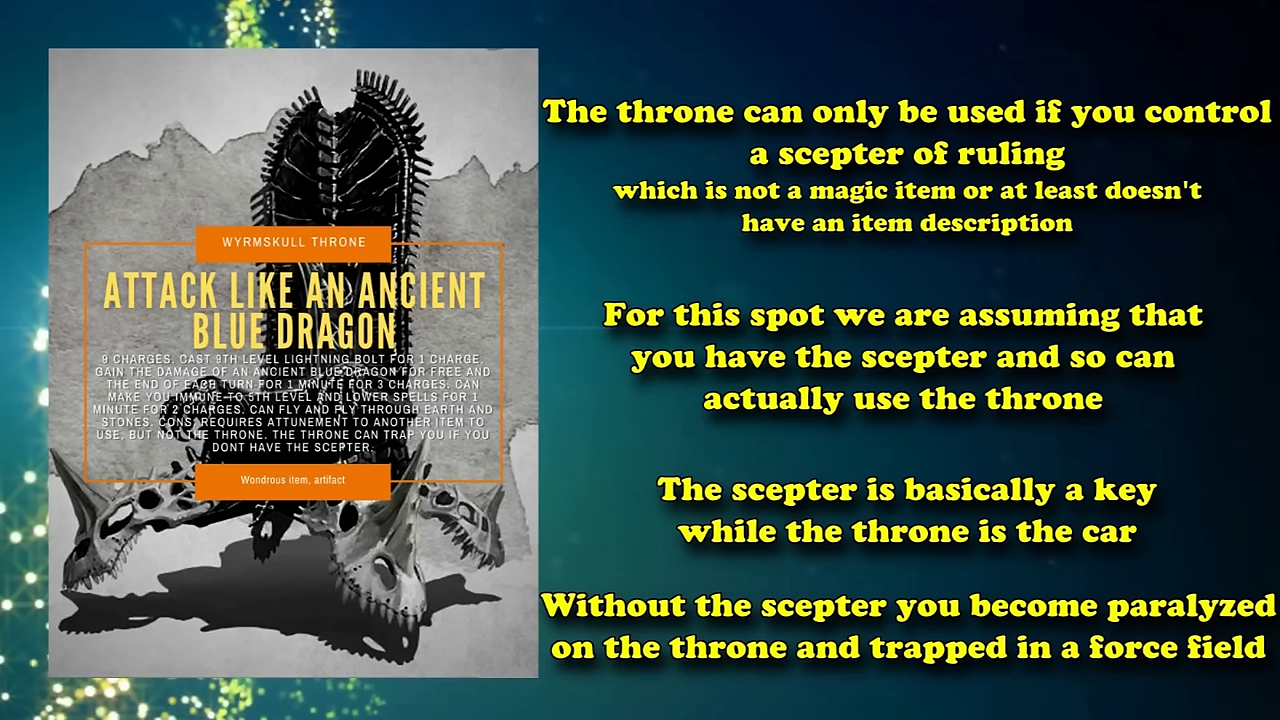 WYRMSKULL THRONE
ATTACK LIKE AN ANCIENT
BLUE DRAGON
9 CHARGES. CAST 9TH LEVEL LIGHTNING BOLT FOR 1 CHARGE.
GAIN THE DAMAGE OF AN ANCIENT BLUE DRAGON FOR FREE AND
THE END OF EACH TURN FOR 1 MINUTE FOR 3 CHARGES. CAN
MAKE YOU IMMUNE TO 5TH LEVEL AND LOWER SPELLS FOR 1
MINUTE FOR 2 CHARGES. CAN FLY AND FLY THROUGH EARTH AND
STONES. CONS: REQUIRES ATTUNEMENT TO ANOTHER ITEM TO
USE, BUT NOT THE THRONE. THE THRONE CAN TRAP YOU IF YOU
DONT HAVE THE SCEPTER.
Wondrous item, artifact
The throne can only be used if you control
a scepter of ruling
which is not a magic item or at least doesn't
have an item description
For this spot we are assuming that
you have the scepter and so can
actually use the throne
The scepter is basically a key
while the throne is the car
Without the scepter you become paralyzed
on the throne and trapped in a force field